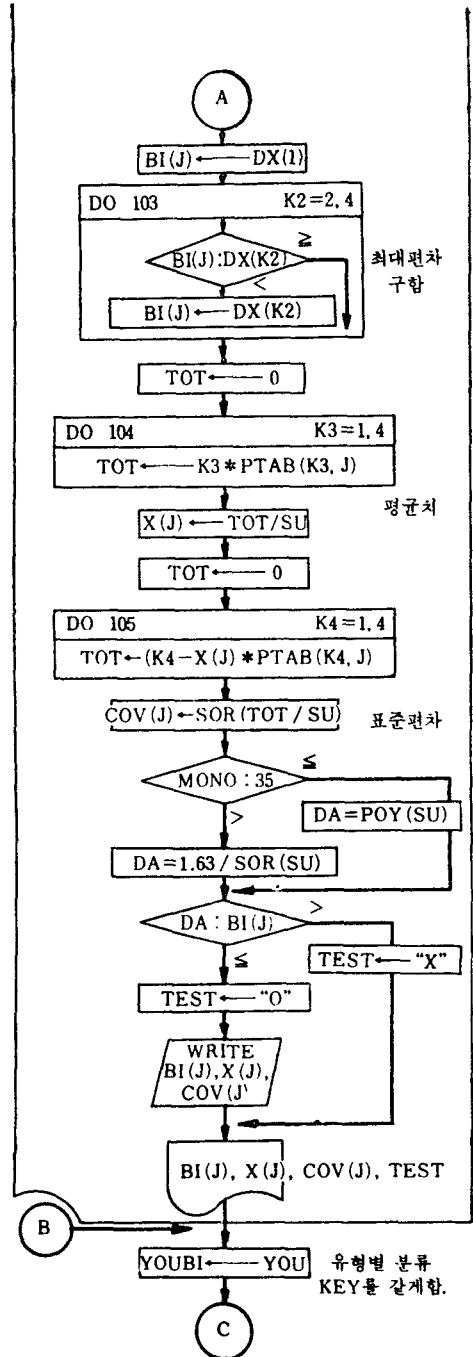 A
BI(J) ← DX(1)
DO 103 K2=2, 4
BI(J):DX(K2) ≧
<
BI(J) ← DX(K2)
최대편차
구함
TOT ← 0
DO 104 K3=1, 4
TOT ← K3*PTAB(K3, J)
평균치
X(J) ← TOT/SU
TOT ← 0
DO 105 K4=1, 4
TOT←(K4-X(J)*PTAB(K4, J)
COV(J)←SOR(TOT/SU)
표준편차
MONO : 35 ≦
>
DA=POY(SU)
DA=1.63/SOR(SU)
DA : BI(J) >
≦
TEST ← "X"
TEST ← "O"
WRITE
BI(J), X(J),
COV(J)
BI(J), X(J), COV(J), TEST
B
YOUBI ← YOU
유형별 분류
KEY를 같게함.
C